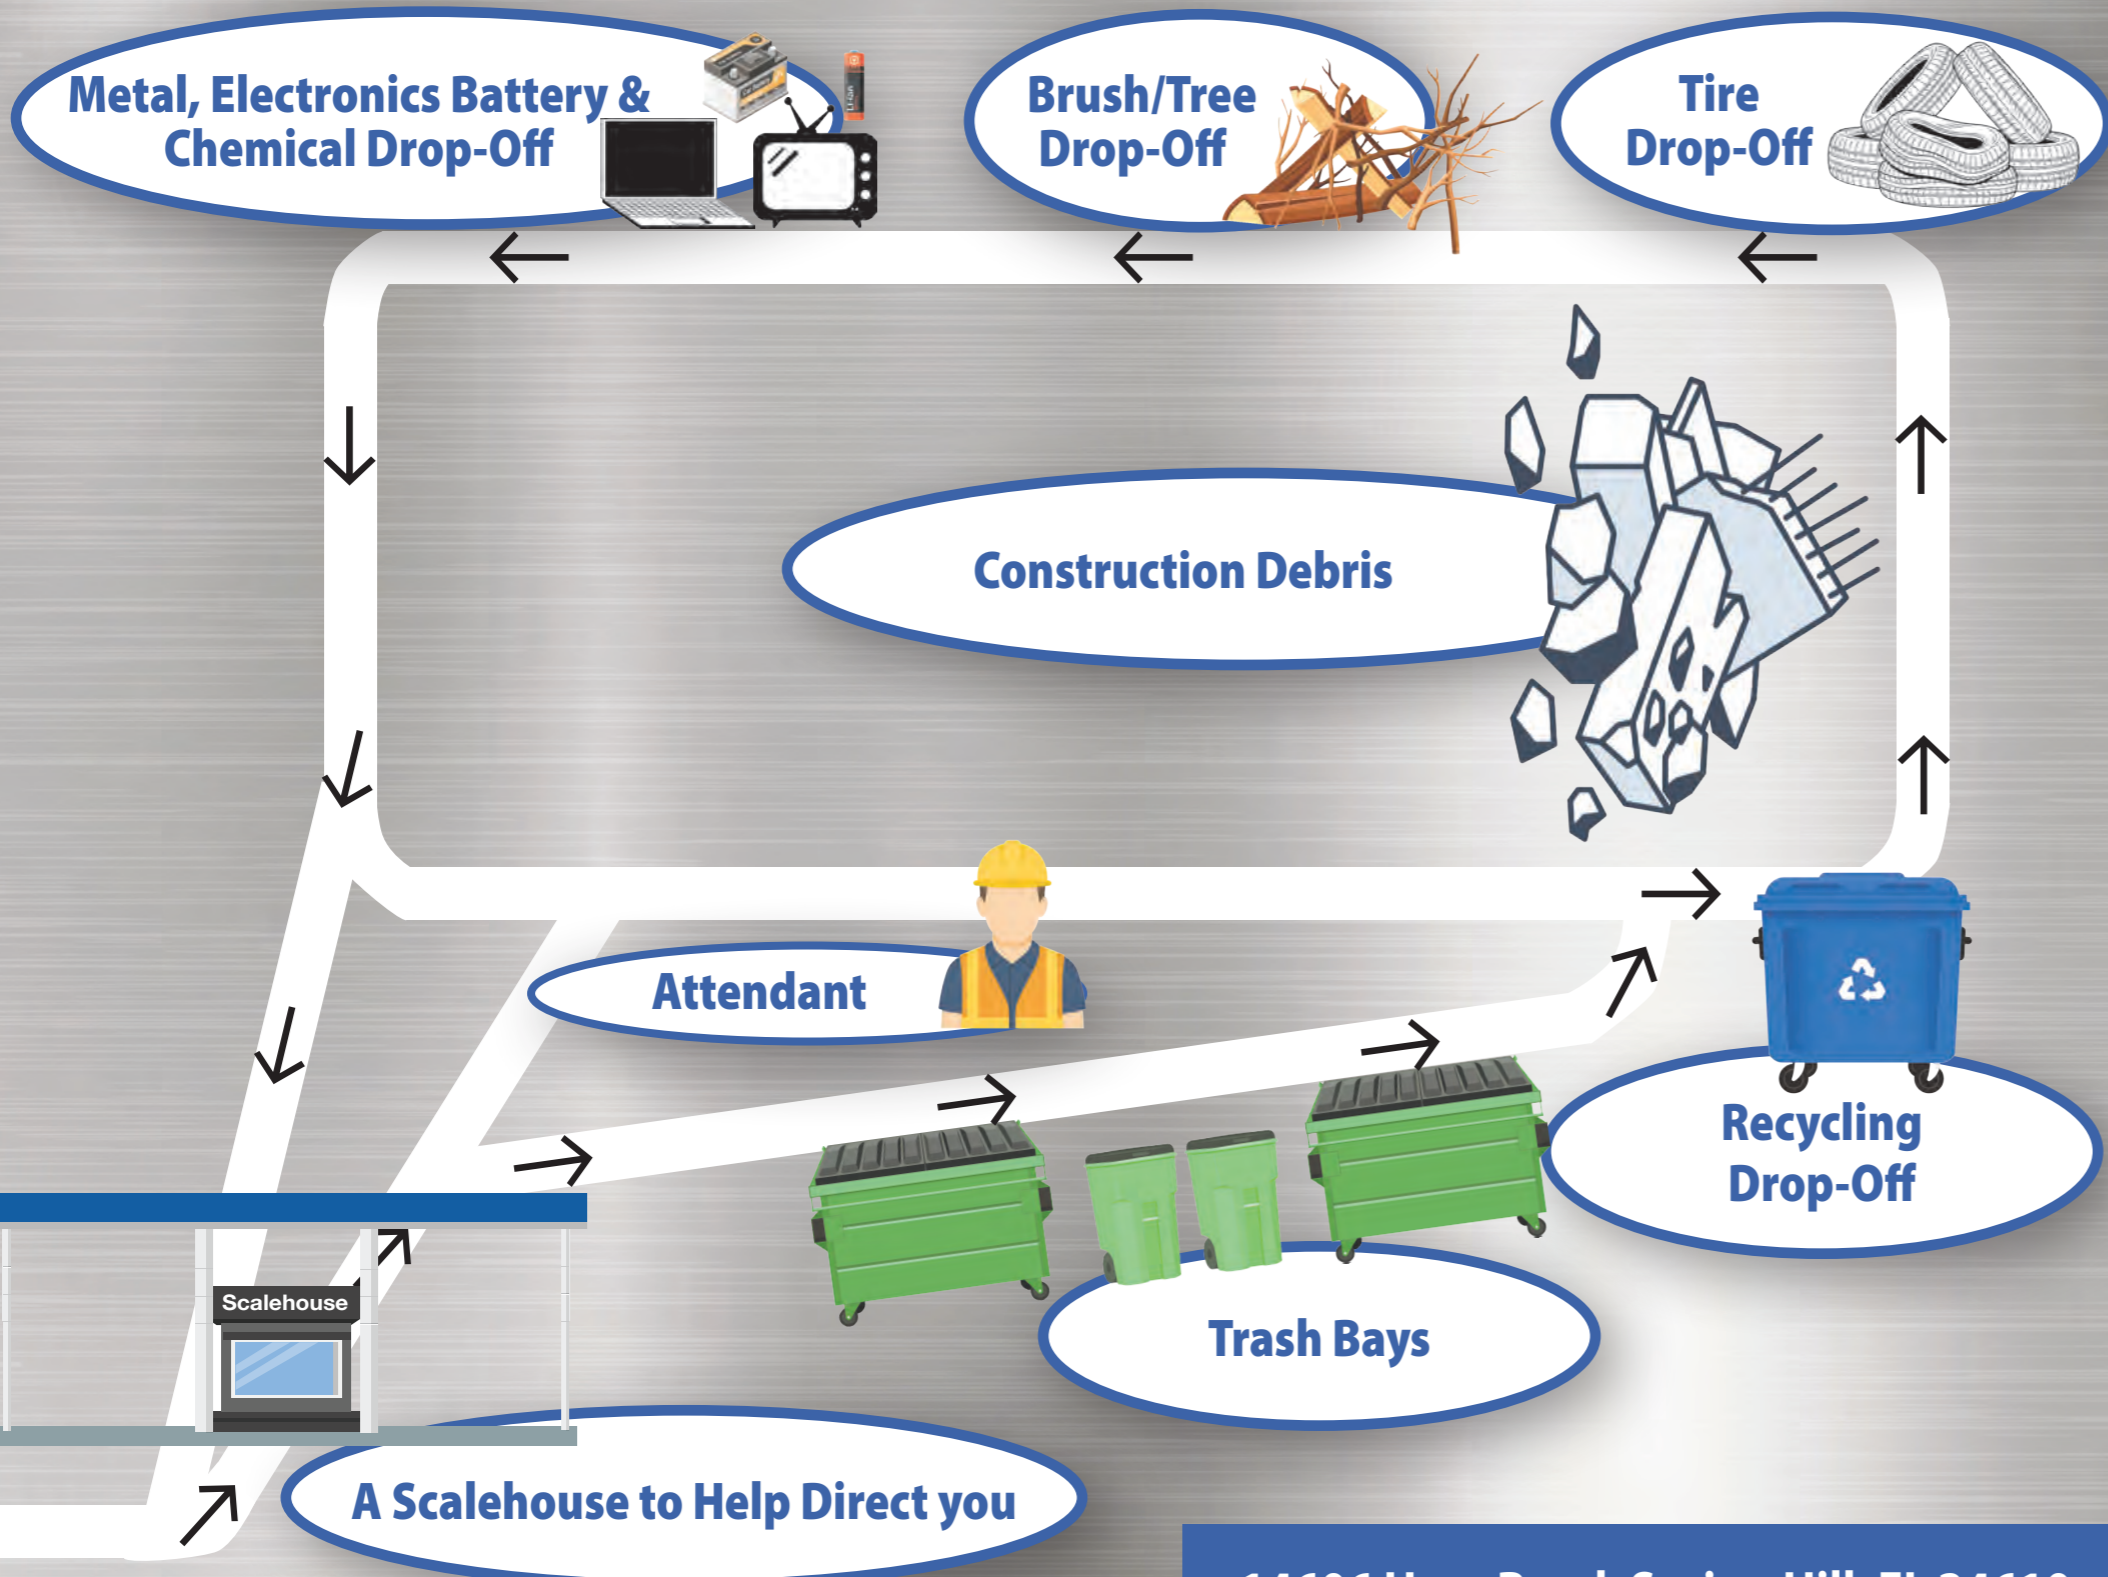 Metal, Electronics Battery &
Chemical Drop-Off
Brush/Tree
Drop-Off
Tire
Drop-Off
Construction Debris
Attendant
Recycling
Drop-Off
Trash Bays
Scalehouse
A Scalehouse to Help Direct you